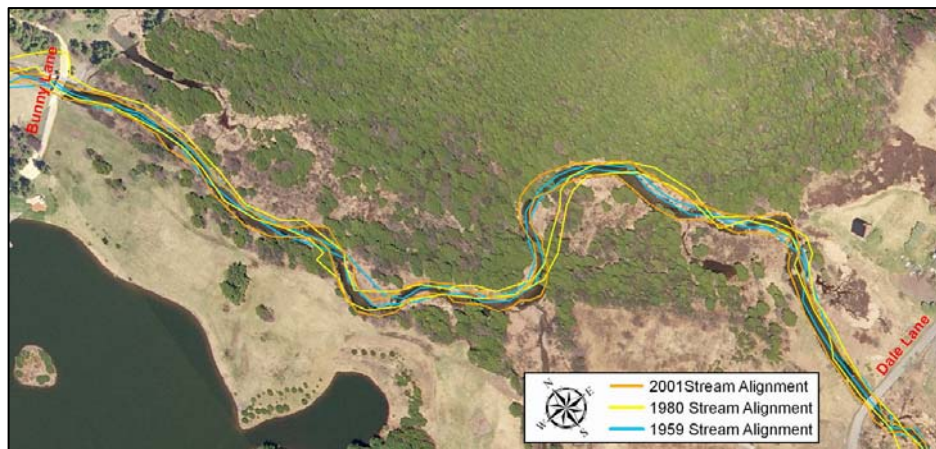 Bunny Lane
Dale Lane
N
E
W
S
2001Stream Alignment
1980 Stream Alignment
1959 Stream Alignment